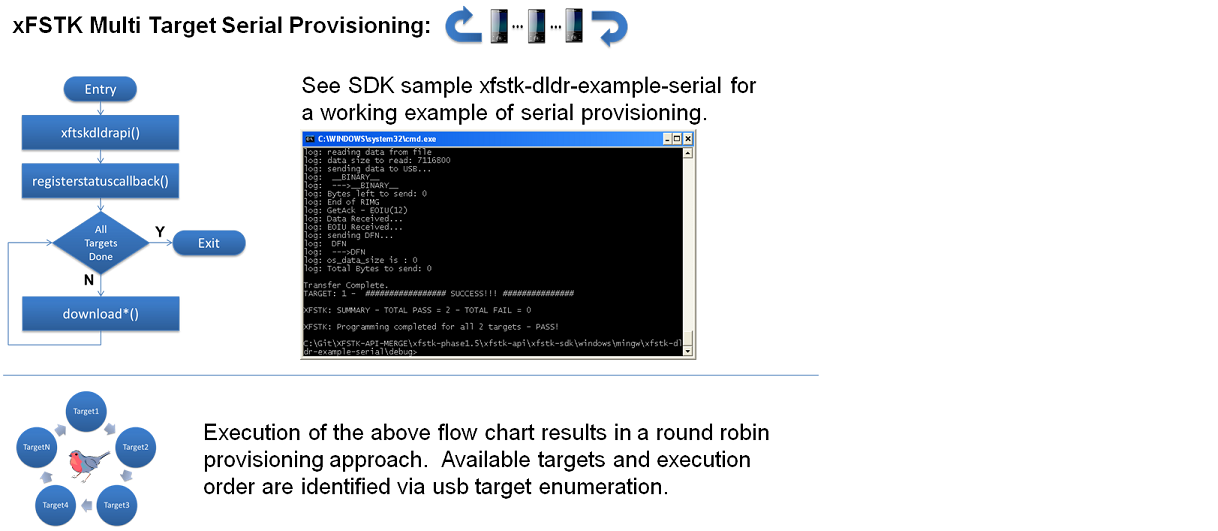 xFSTK Multi Target Serial Provisioning:
Entry
xftskdldrapi()
registerstatuscallback()
All
Targets
Done
Y
Exit
N
download*()
See SDK sample xfstk-dldr-example-serial for
a working example of serial provisioning.
C:\WINDOWS\system32\cmd.exe
log: reading data from file
log: data size to read: 7116800
log: sending data to USB...
log:  __BINARY__
log:  --->__BINARY__
log: Bytes left to send: 0
log: End of RIMG
log: GetAck - EOIU(12)
log: Data Received...
log: EOIU Received...
log: sending DFN...
log:  DFN
log:  --->DFN
log: os_data_size is : 0
log: Total Bytes to send: 0
Transfer Complete.
TARGET: 1 -  ################# SUCCESS!!! ###############
XFSTK: SUMMARY - TOTAL PASS = 2 - TOTAL FAIL = 0
XFSTK: Programming completed for all 2 targets - PASS!
C:\Git\XFSTK-API-MERGE\xfstk-phase1.5\xfstk-api\xfstk-sdk\windows\mingw\xfstk-dl
dr-example-serial\debug>
Target1
TargetN
Target2
Target4
Target3
Execution of the above flow chart results in a round robin
provisioning approach.  Available targets and execution
order are identified via usb target enumeration.